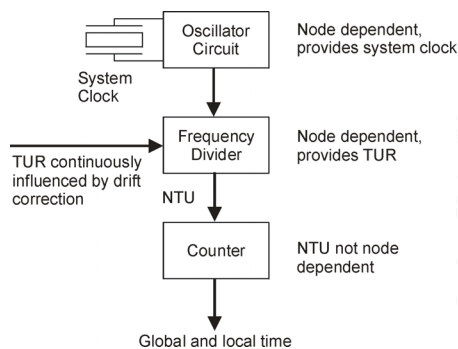 Oscillator
Circuit
Node dependent,
provides system clock
System
Clock
Frequency
Divider
Node dependent,
provides TUR
TUR continuously
influenced by drift
correction
NTU
Counter
NTU not node
dependent
Global and local time